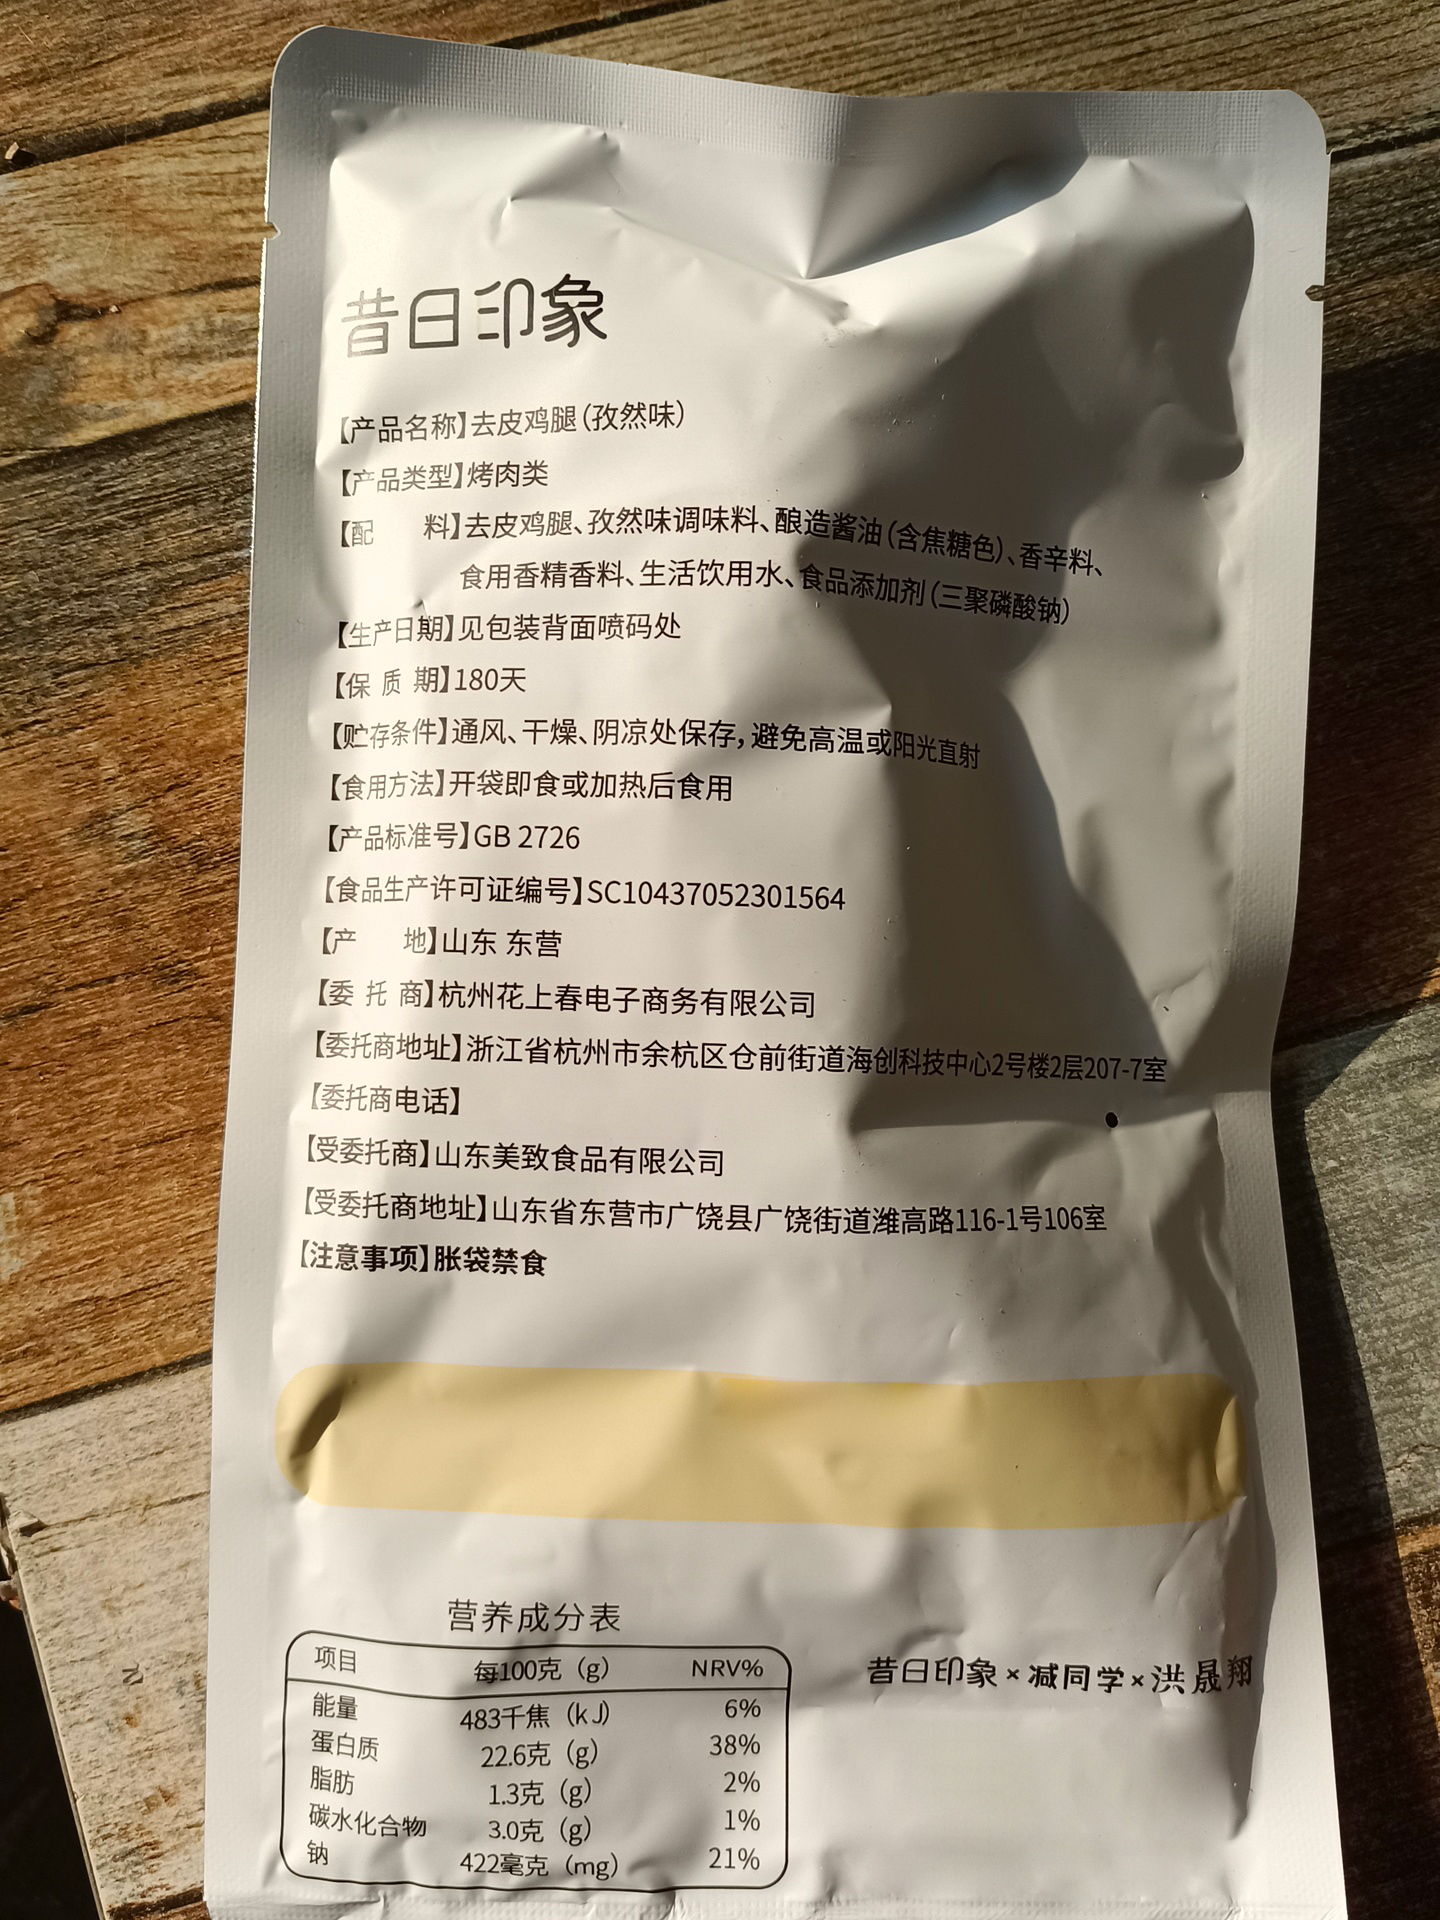 昔日印象
【产品名称】去皮鸡腿(孜然味)
【产品类型】烤肉类
【配 料】去皮鸡腿、孜然味调味料、酿造酱油(含焦糖色)、香辛料、
食用香精香料、生活饮用水、食品添加剂(三聚磷酸钠)
【生产日期】见包装背面喷码处
【保质期】180天
【贮存条件】通风、干燥、阴凉处保存,避免高温或阳光直射
【食用方法】开袋即食或加热后食用
【产品标准号】GB 2726
【食品生产许可证编号】SC10437052301564
【产 地】山东 东营
【委托商】杭州花上春电子商务有限公司
【委托商地址】浙江省杭州市余杭区仓前街道海创科技中心2号楼2层207-7室
【委托商电话】
【受委托商】山东美致食品有限公司
【受委托商地址】山东省东营市广饶县广饶街道潍高路116-1号106室
【注意事项】胀袋禁食
营养成分表
项目 每100克(g) NRV%
能量 483千焦(kJ) 6%
蛋白质 22.6克(g) 38%
脂肪 1.3克(g) 2%
碳水化合物 3.0克(g) 1%
钠 422毫克(mg) 21%
昔日印象×减同学×洪晟翔